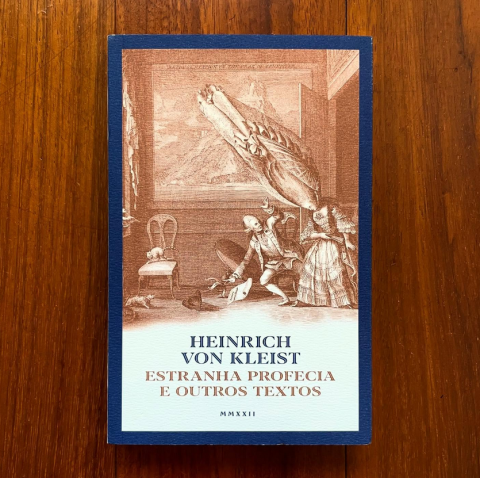 HEINRICH
VON KLEIST
ESTRANHA PROFECIA
E OUTROS TEXTOS
MMXXII